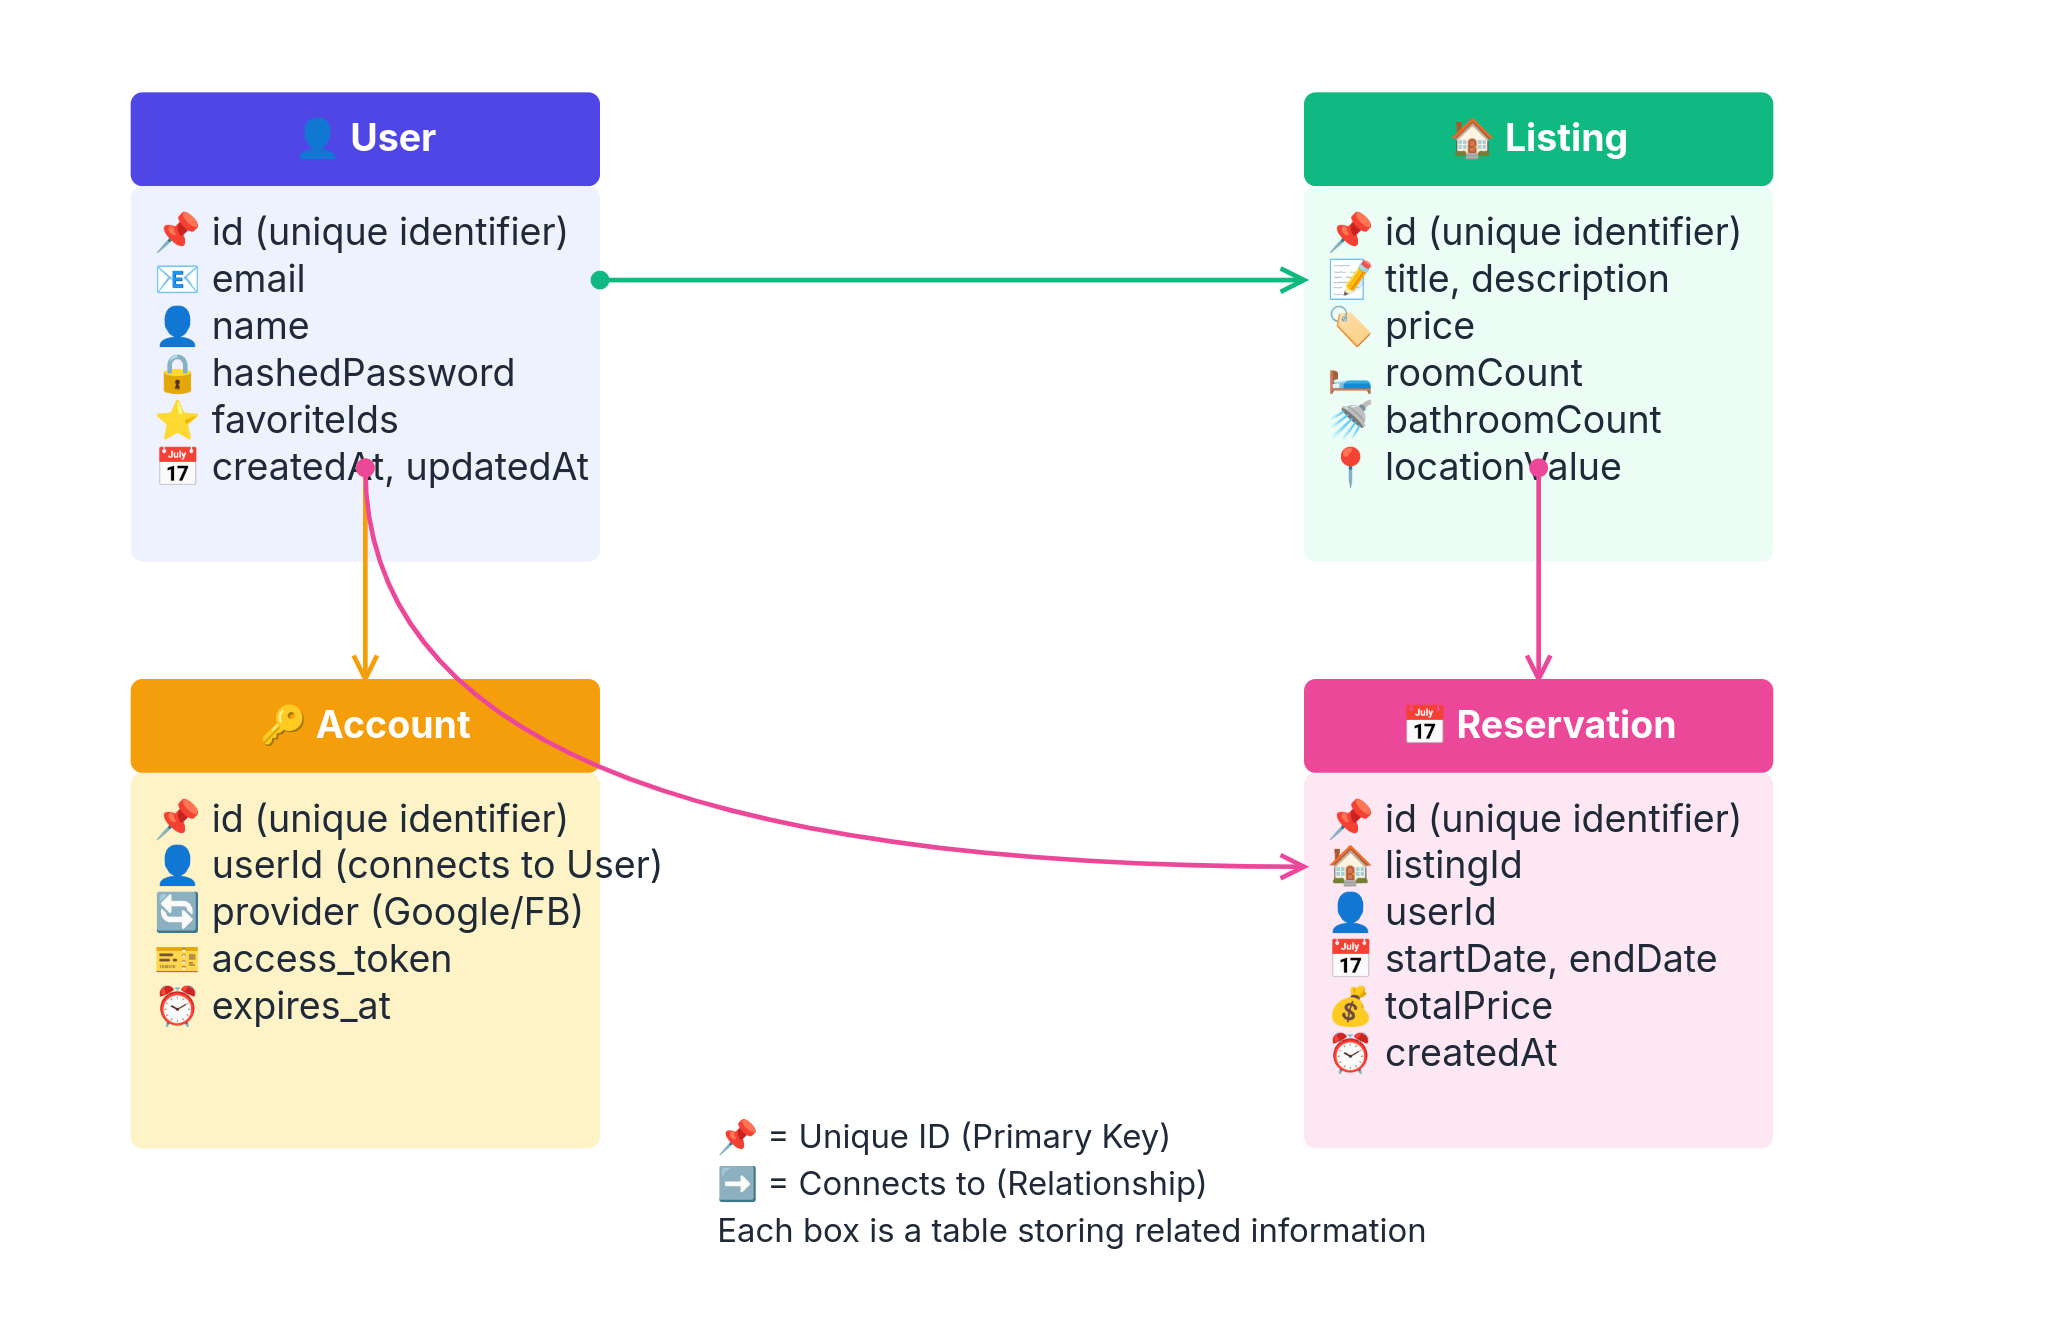 👤 User
📌 id (unique identifier)
📧 email
👤 name
🔒 hashedPassword
⭐ favoriteIds
📅 createdAt, updatedAt
🏠 Listing
📌 id (unique identifier)
📝 title, description
🏷️ price
🛏️ roomCount
🚿 bathroomCount
📍 locationValue
🔑 Account
📌 id (unique identifier)
👤 userId (connects to User)
🔄 provider (Google/FB)
🎫 access_token
⏰ expires_at
📅 Reservation
📌 id (unique identifier)
🏠 listingId
👤 userId
📅 startDate, endDate
💰 totalPrice
⏰ createdAt
📌 = Unique ID (Primary Key)
➡️ = Connects to (Relationship)
Each box is a table storing related information